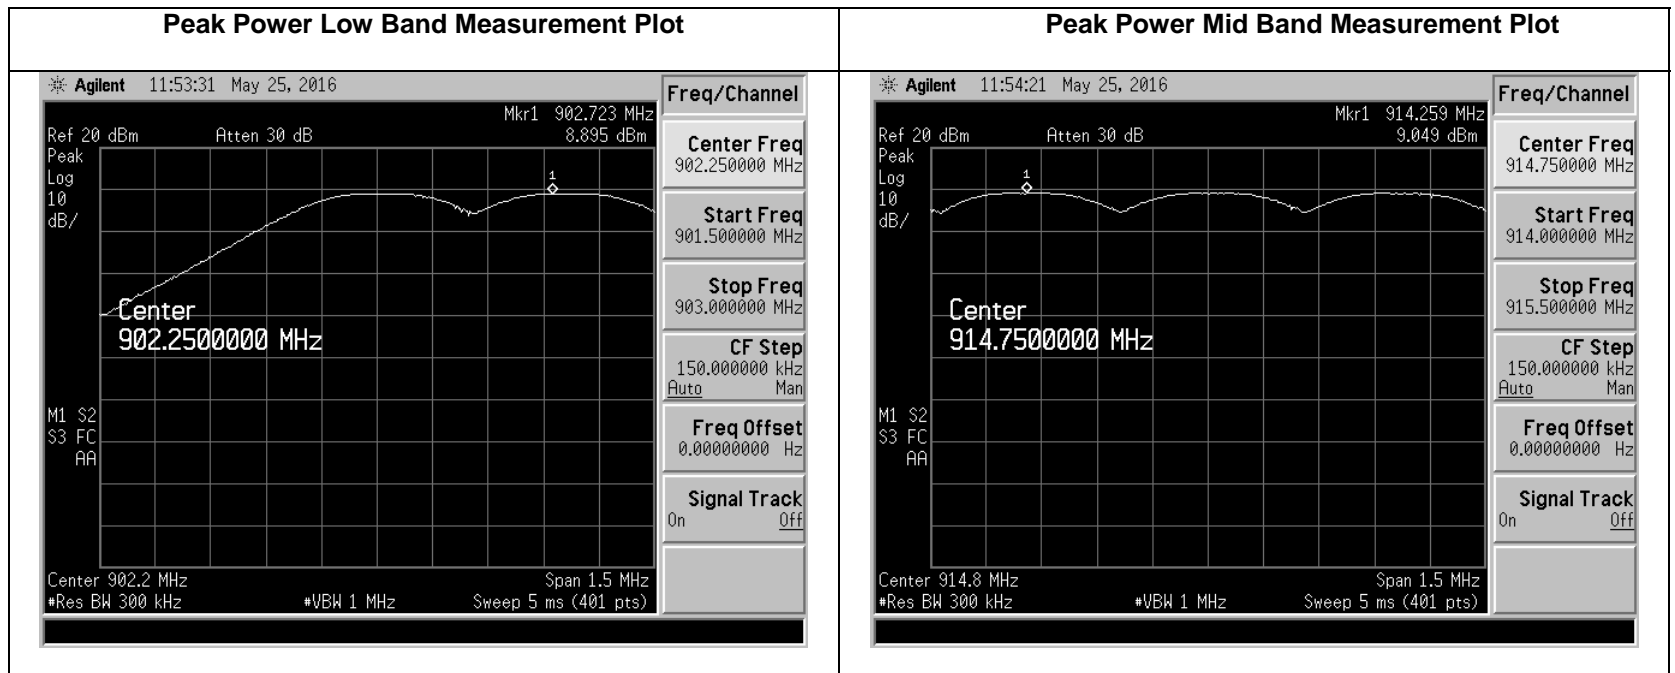 Peak Power Low Band Measurement Plot
Agilent 11:53:31 May 25, 2016
Mkr1 902.723 MHz
Ref 20 dBm Atten 30 dB 8.895 dBm
Peak
Log
10
dB/
1
Center
902.2500000 MHz
M1 S2
S3 FC
AA
Center 902.2 MHz Span 1.5 MHz
#Res BW 300 kHz #VBW 1 MHz Sweep 5 ms (401 pts)
Freq/Channel
Center Freq
902.250000 MHz
Start Freq
901.500000 MHz
Stop Freq
903.000000 MHz
CF Step
150.000000 kHz
Auto Man
Freq Offset
0.00000000 Hz
Signal Track
On Off
Peak Power Mid Band Measurement Plot
Agilent 11:54:21 May 25, 2016
Mkr1 914.259 MHz
Ref 20 dBm Atten 30 dB 9.049 dBm
Peak
Log
10
dB/
1
Center
914.7500000 MHz
M1 S2
S3 FC
AA
Center 914.8 MHz Span 1.5 MHz
#Res BW 300 kHz #VBW 1 MHz Sweep 5 ms (401 pts)
Freq/Channel
Center Freq
914.750000 MHz
Start Freq
914.000000 MHz
Stop Freq
915.500000 MHz
CF Step
150.000000 kHz
Auto Man
Freq Offset
0.00000000 Hz
Signal Track
On Off